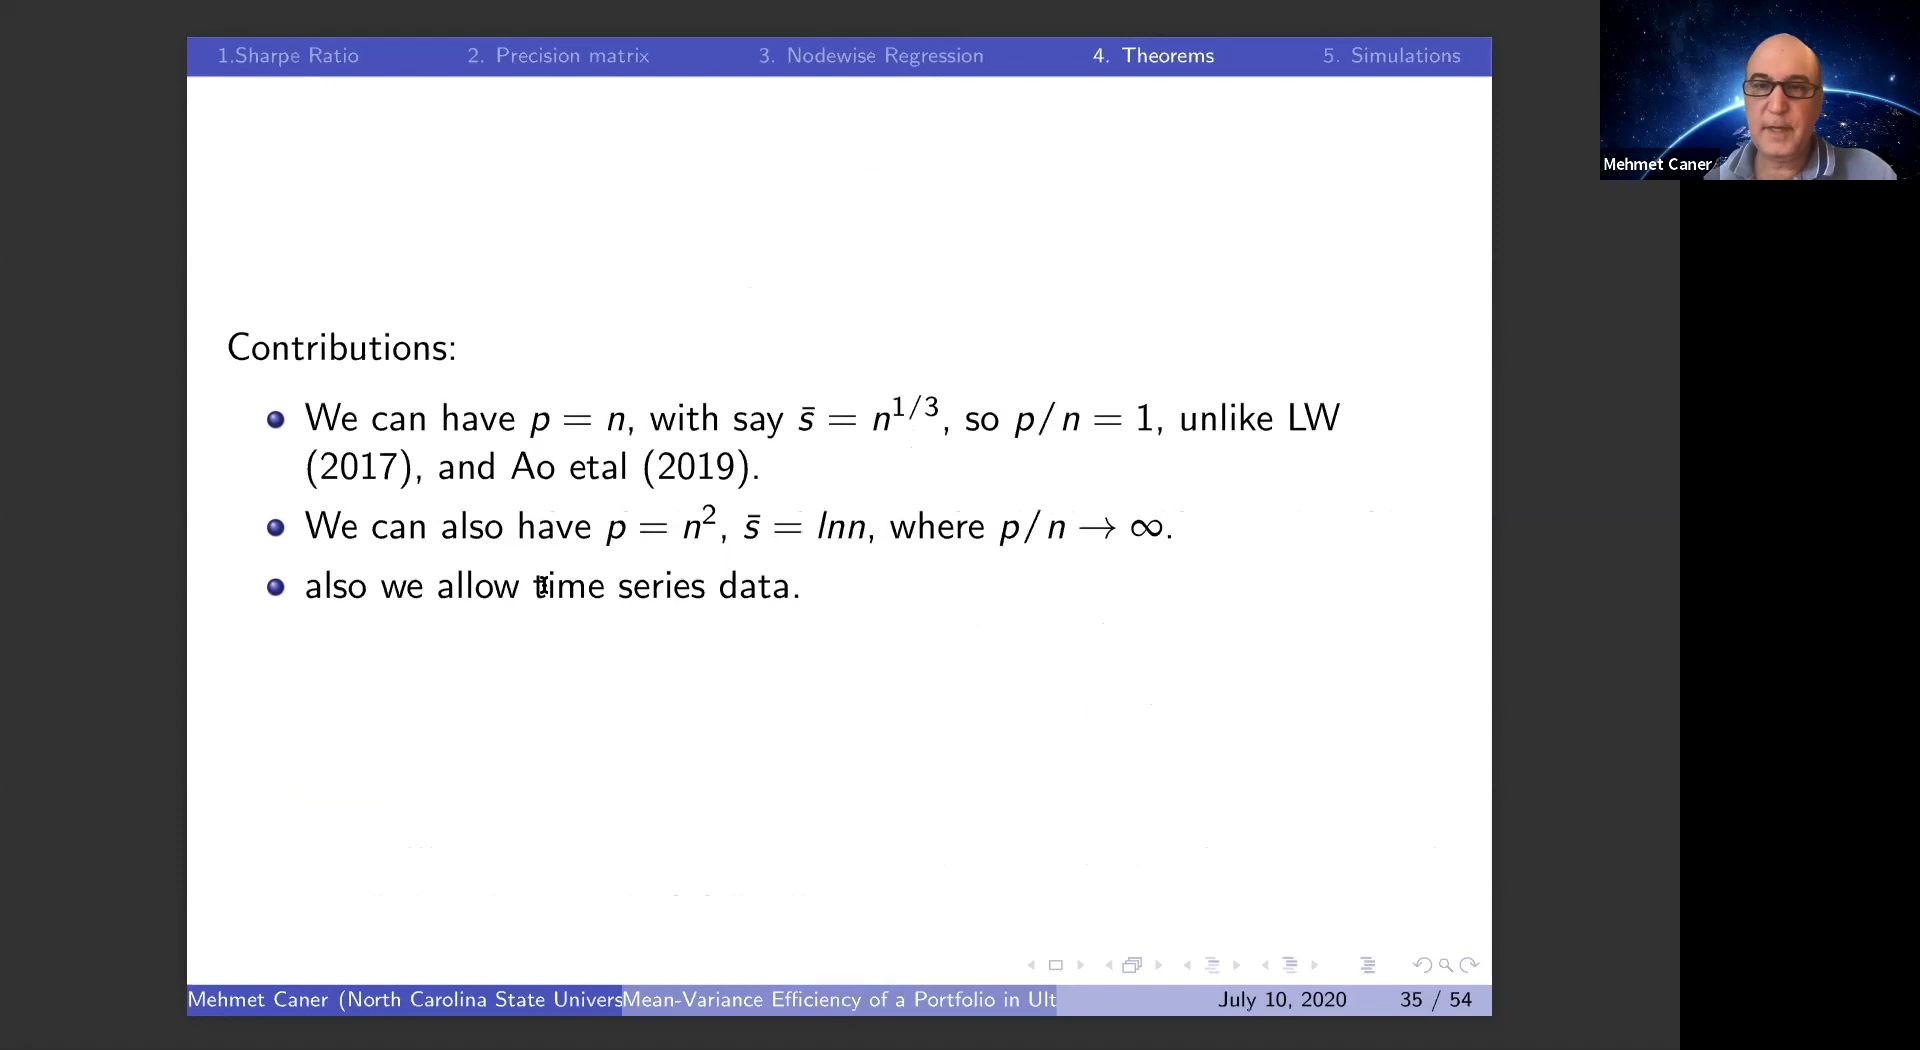 1.Sharpe Ratio 2. Precision matrix 3. Nodewise Regression 4. Theorems 5. Simulations
Mehmet Caner
Contributions:
We can have p = n, with say s̄ = n^{1/3}, so p/n = 1, unlike LW
(2017), and Ao etal (2019).
We can also have p = n², s̄ = lnn, where p/n → ∞.
also we allow time series data.
Mehmet Caner (North Carolina State Univers Mean-Variance Efficiency of a Portfolio in Ult July 10, 2020 35 / 54